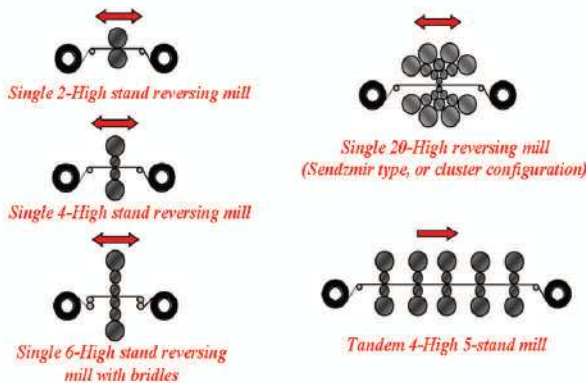 Single 2-High stand reversing mill
Single 4-High stand reversing mill
Single 6-High stand reversing
mill with bridles
Single 20-High reversing mill
(Sendzmir type, or cluster configuration)
Tandem 4-High 5-stand mill